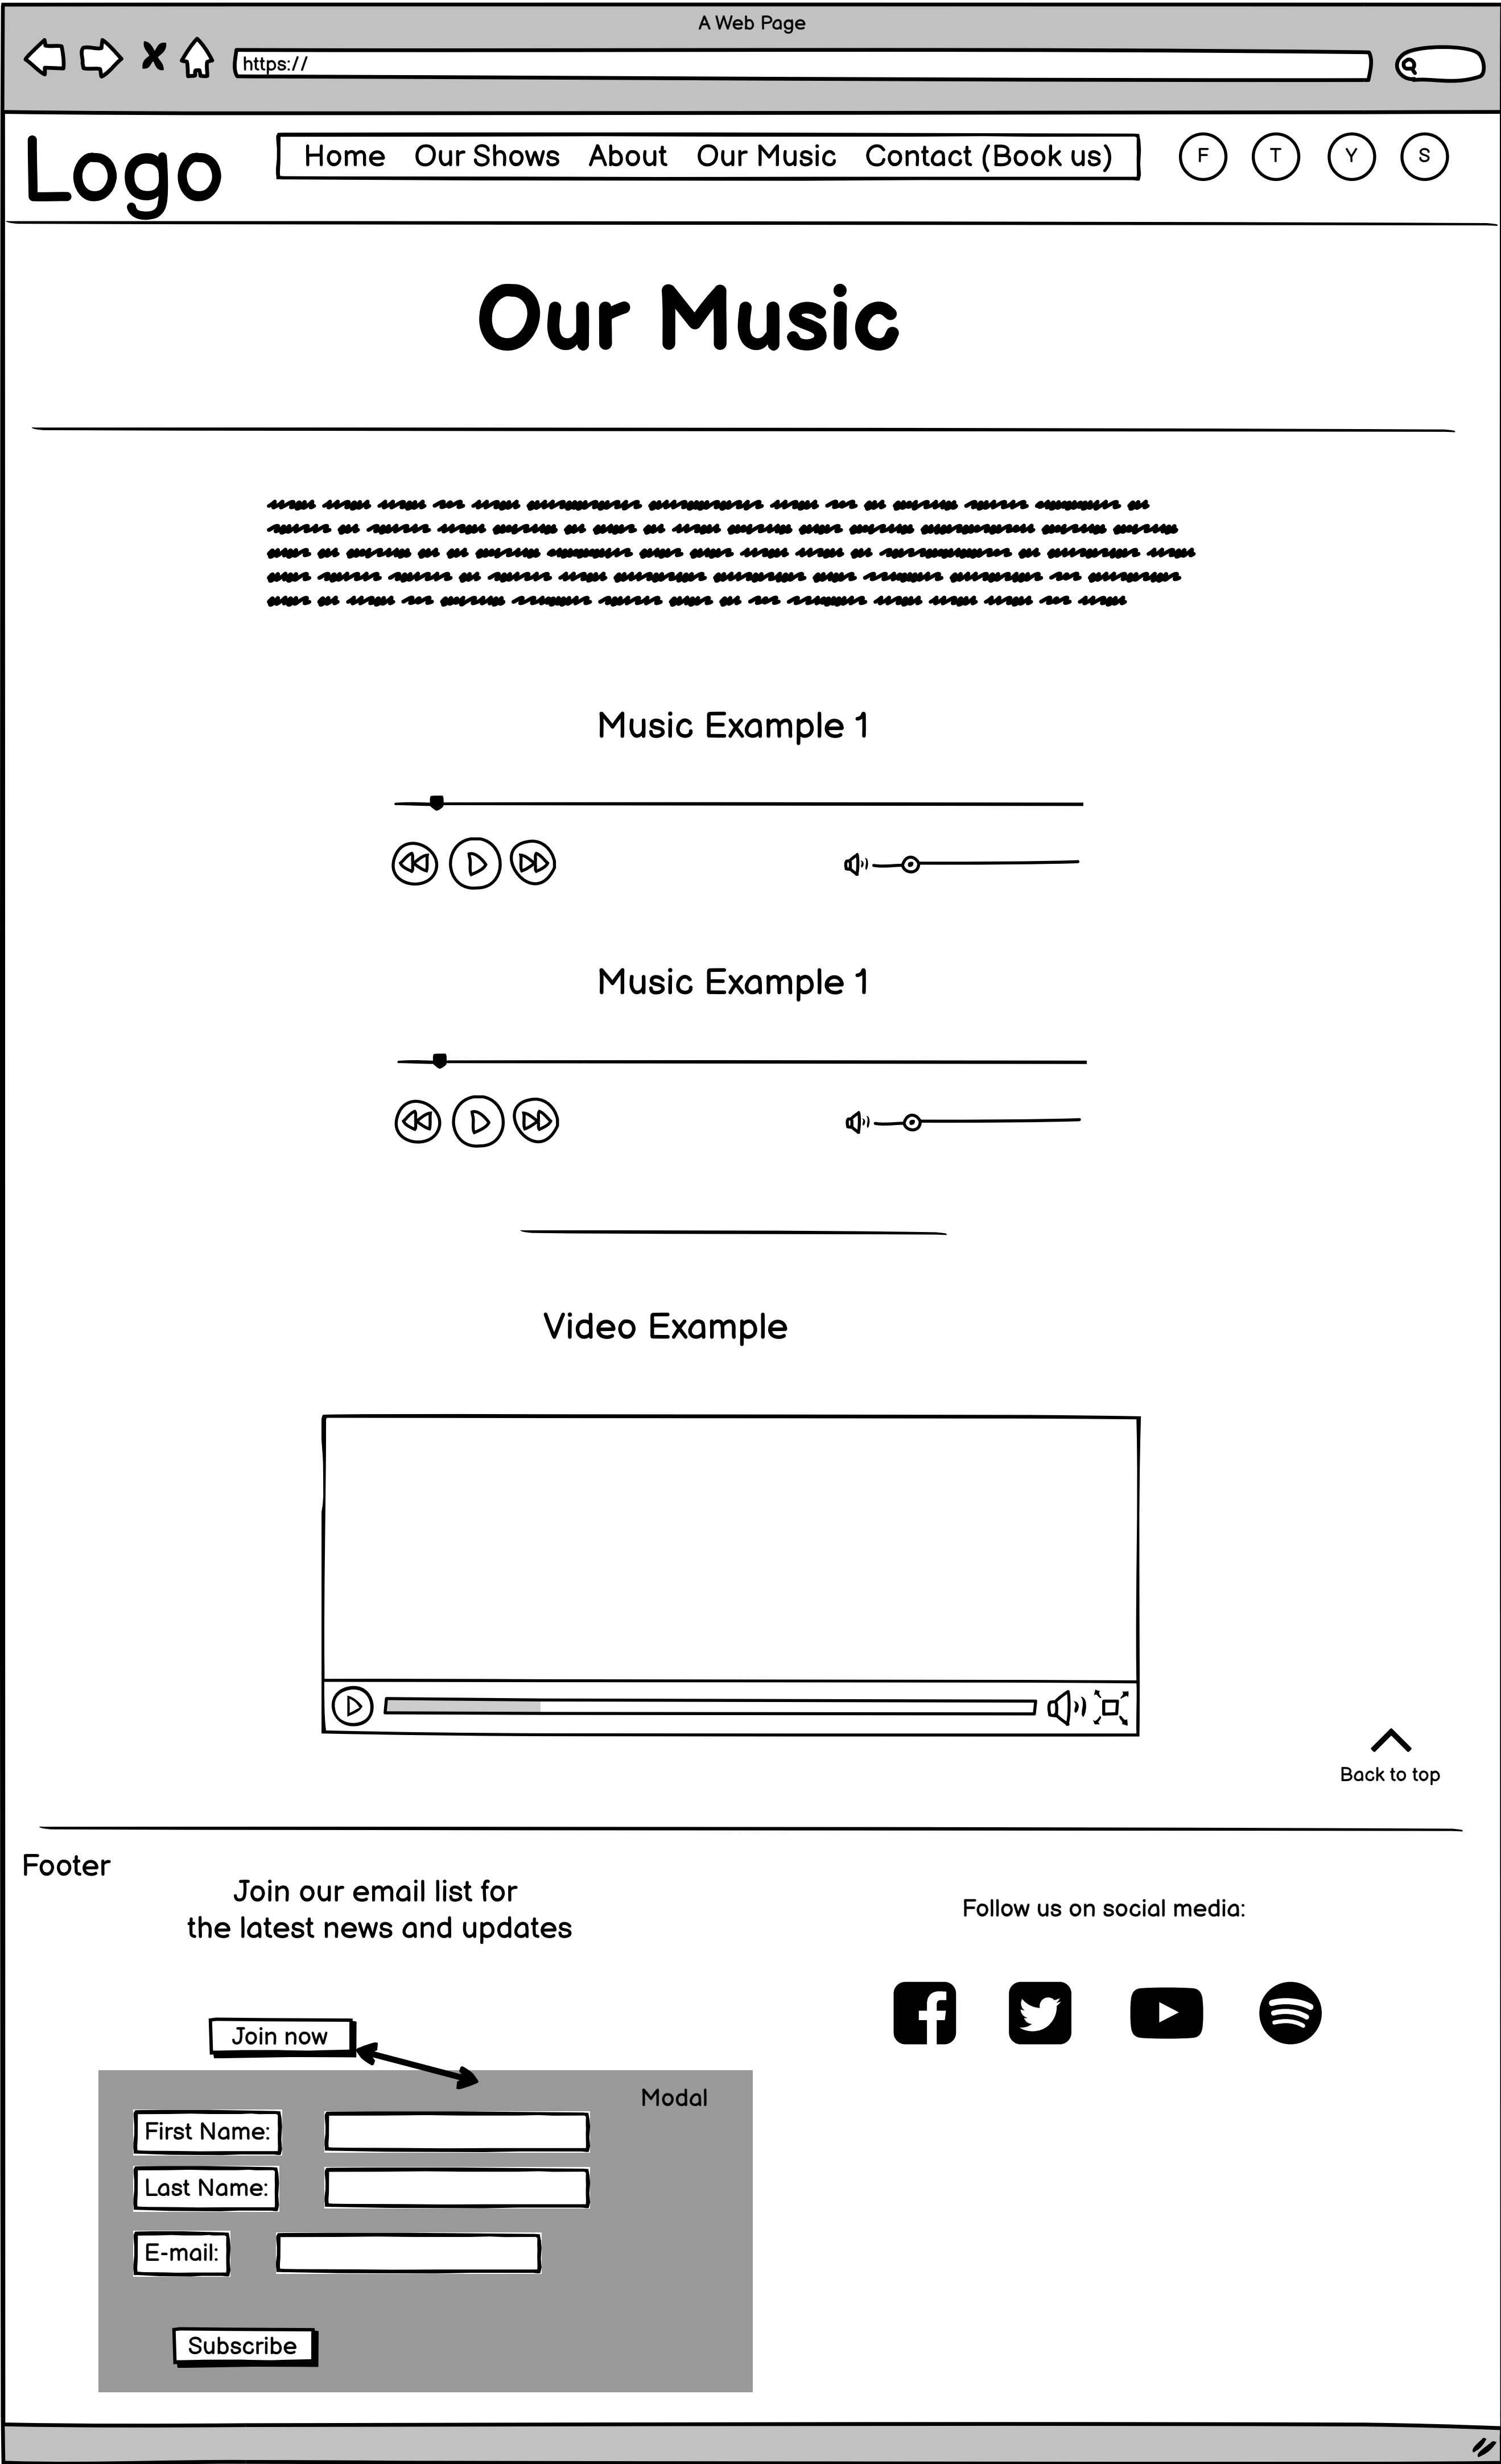 A Web Page
https://
Logo
Home Our Shows About Our Music Contact (Book us)
F T Y S
Our Music
Music Example 1
Music Example 1
Video Example
Back to top
Footer
Join our email list for
the latest news and updates
Follow us on social media:
Join now
Modal
First Name:
Last Name:
E-mail:
Subscribe